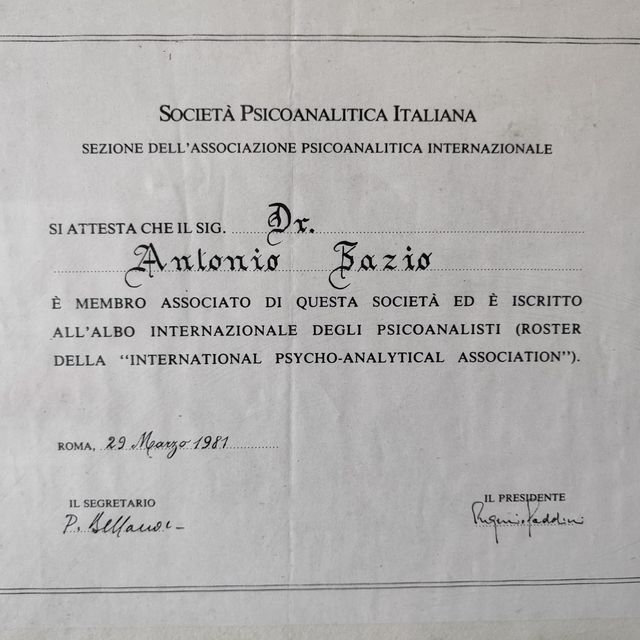 SOCIETÀ PSICOANALITICA ITALIANA
SEZIONE DELL'ASSOCIAZIONE PSICOANALITICA INTERNAZIONALE
SI ATTESTA CHE IL SIG. Dr.
Antonio Fazio
È MEMBRO ASSOCIATO DI QUESTA SOCIETÀ ED È ISCRITTO
ALL'ALBO INTERNAZIONALE DEGLI PSICOANALISTI (ROSTER
DELLA “INTERNATIONAL PSYCHO-ANALYTICAL ASSOCIATION”).
ROMA, 29 Marzo 1981
IL SEGRETARIO
IL PRESIDENTE
P.